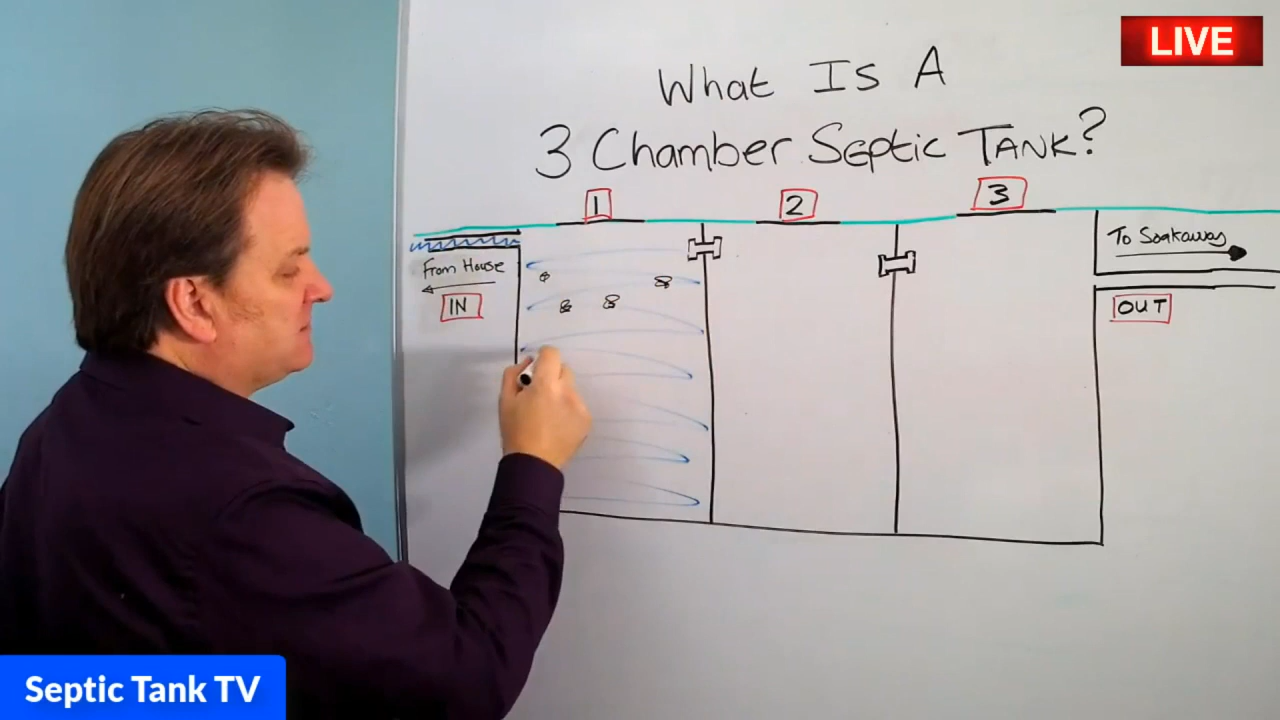 LIVE
What Is A
3 Chamber Septic Tank?
1
2
3
From House
IN
To Soakaway
OUT
Septic Tank TV